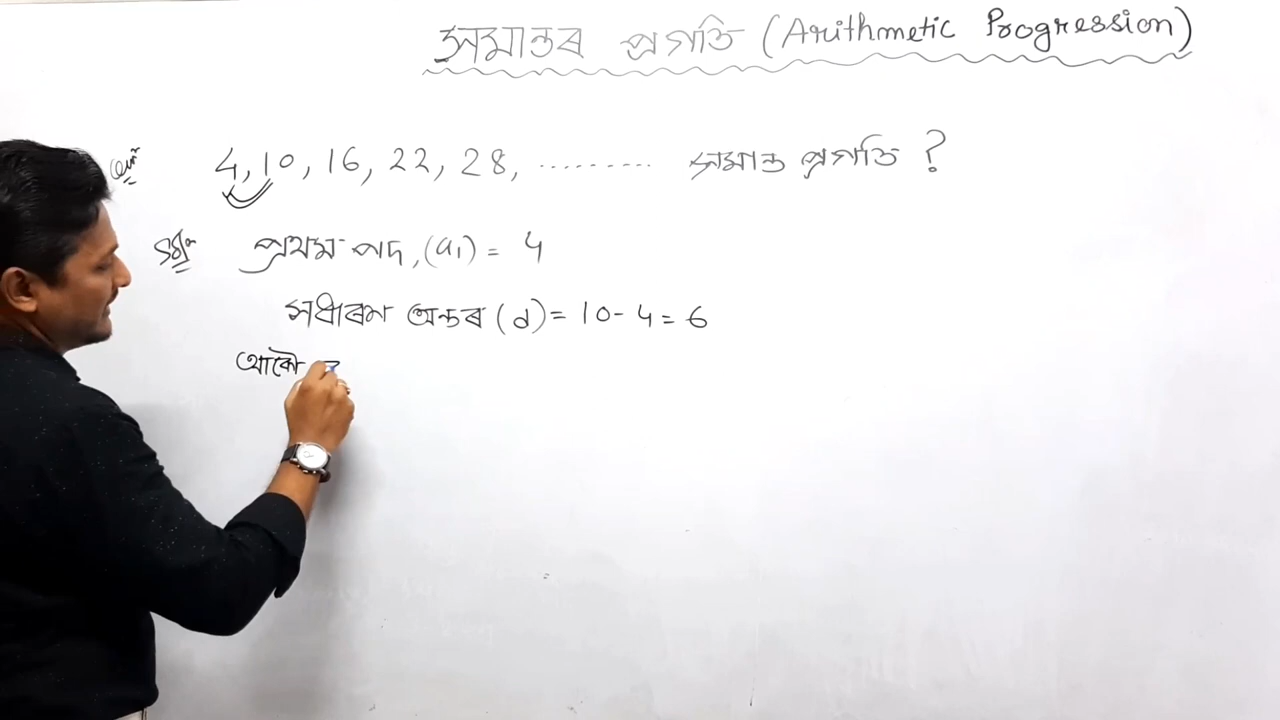 সমান্তৰ প্ৰগতি (Arithmetic Progression)
4, 10, 16, 22, 28, .......... সমান্ত প্ৰগতি ?
প্ৰথম পদ, (a₁) = 4
সধাৰণ অন্তৰ (d) = 10 - 4 = 6
আকৌ